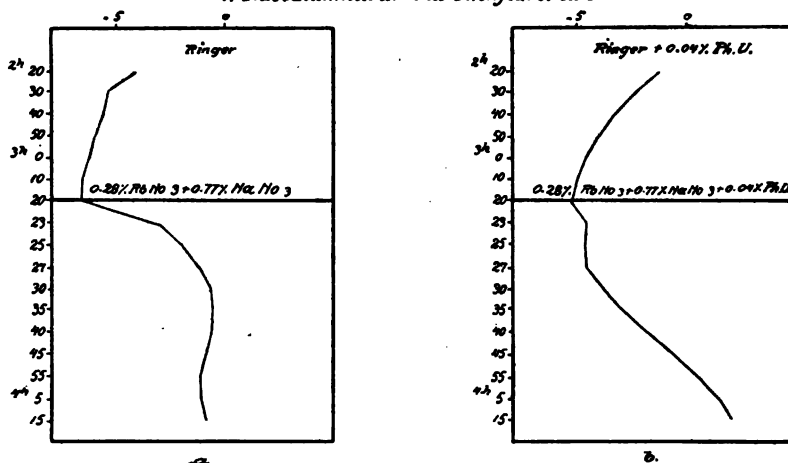 -5 0
Ringer
2h 20
30
40
50
3h 0
10
0.28% RbNo3+0.77% NaNo3
20
23
25
27
30
35
40
45
55
4h 5
15
a.
-5 0
Ringer + 0.04% Ph.U.
2h 20
30
40
50
3h 0
10
0.28% RbNo3+0.77% NaNo3+0.04% Ph.U
20
23
25
27
30
35
40
45
55
4h 5
15
b.